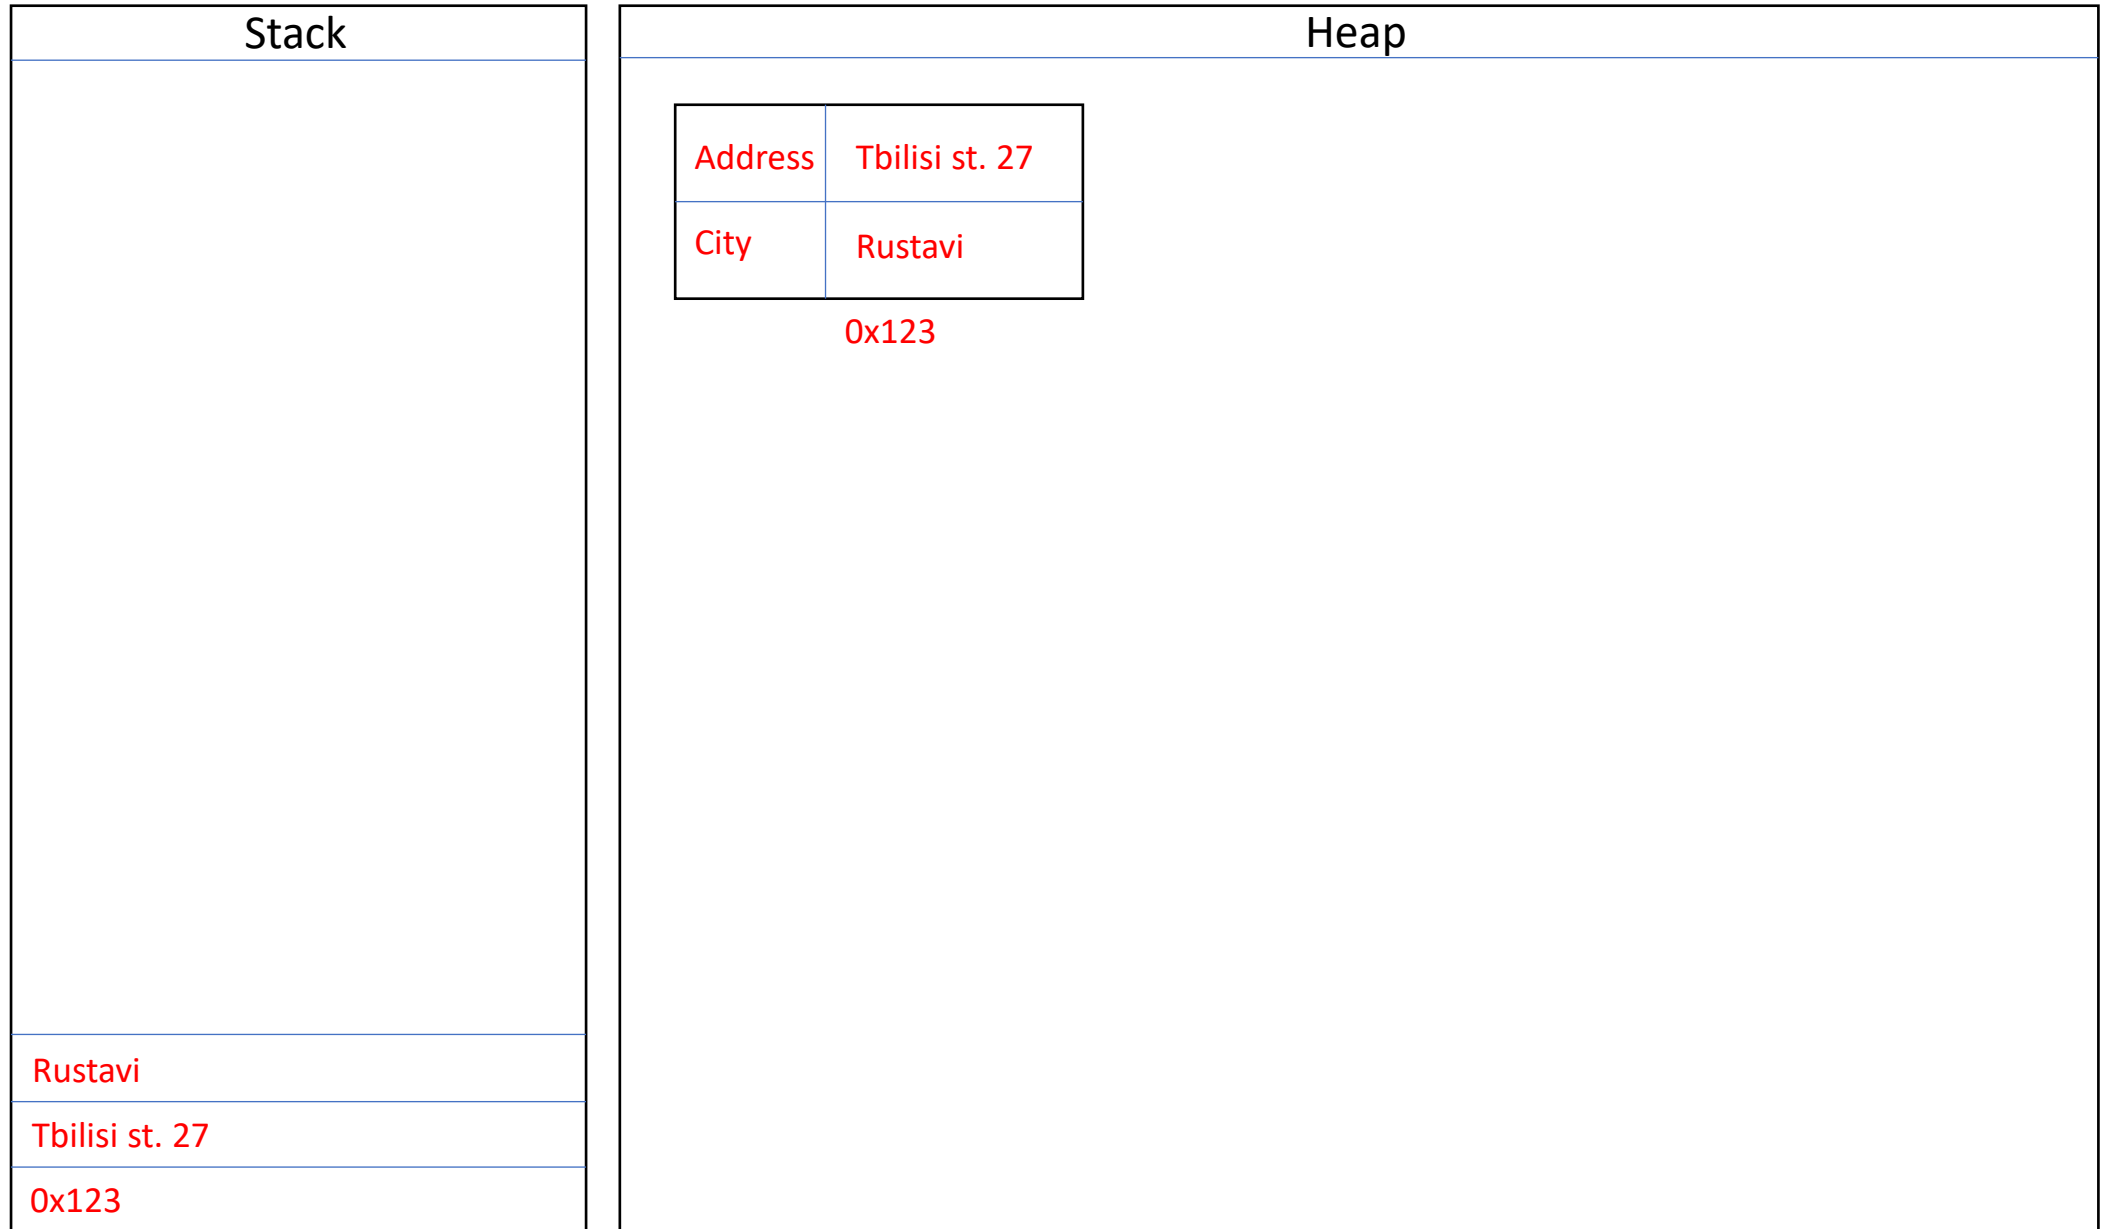 Stack
Rustavi
Tbilisi st. 27
0x123
Heap
Address Tbilisi st. 27
City Rustavi
0x123